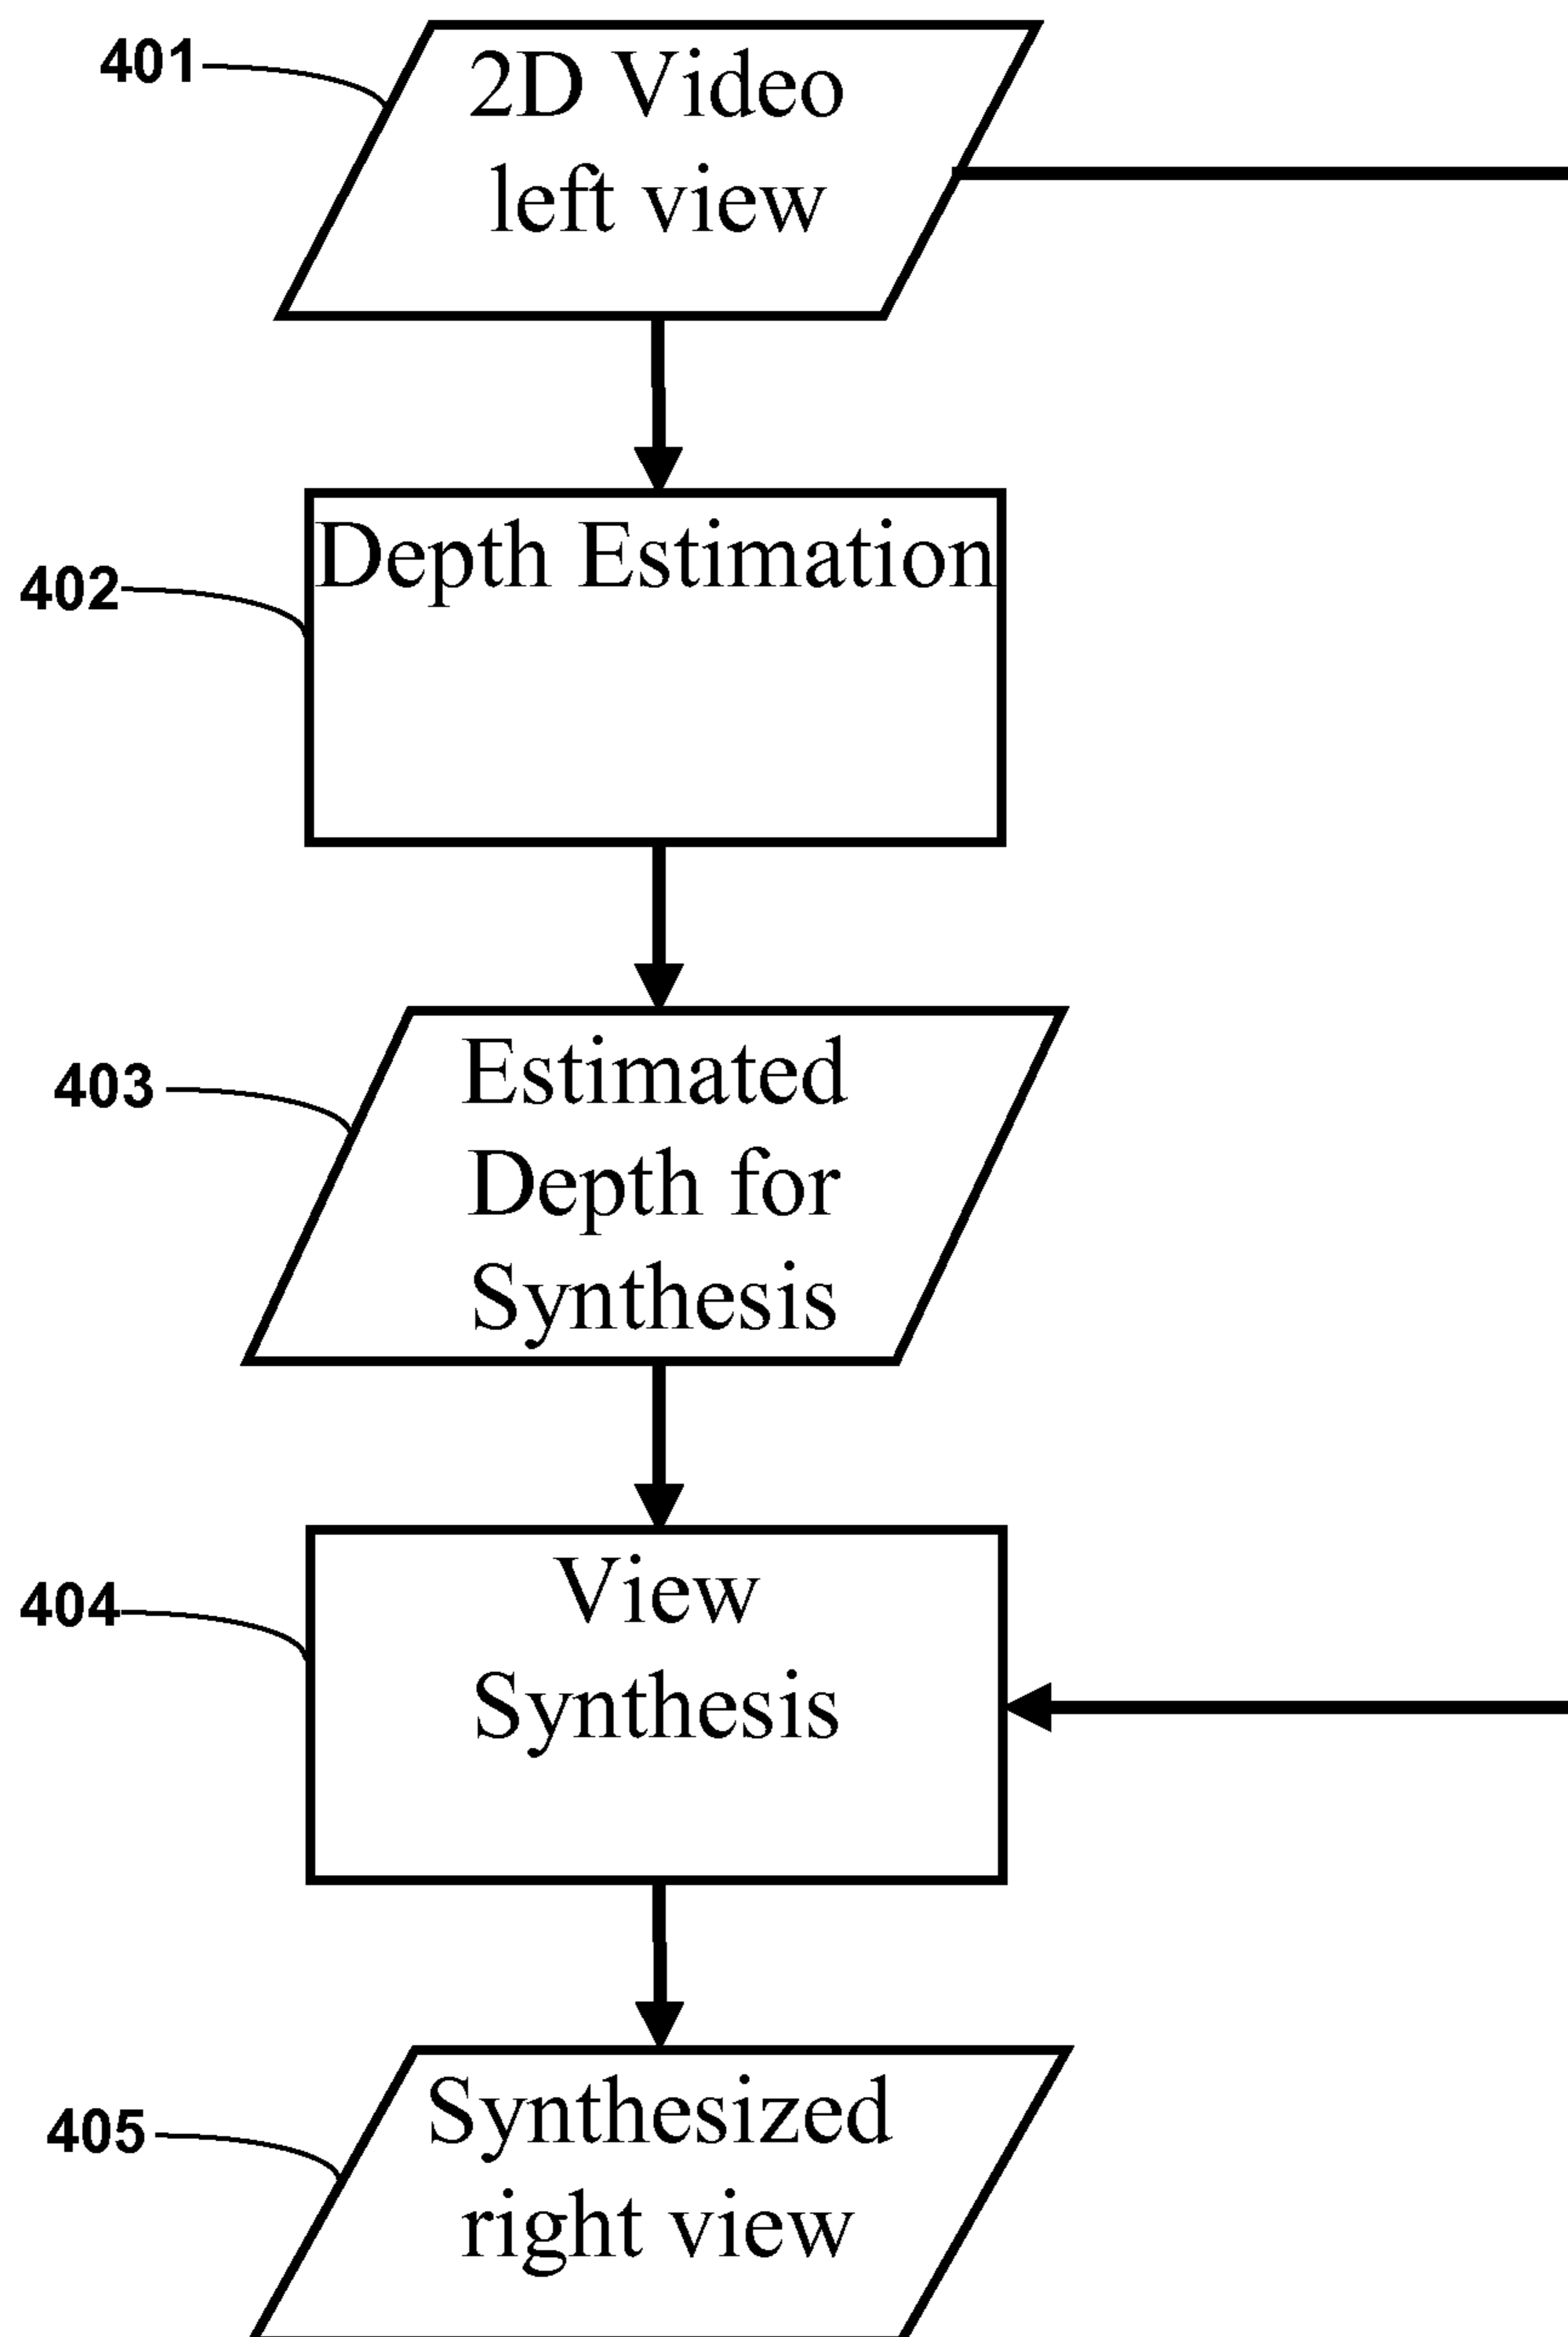 401
2D Video
left view
402
Depth Estimation
403
Estimated
Depth for
Synthesis
404
View
Synthesis
405
Synthesized
right view